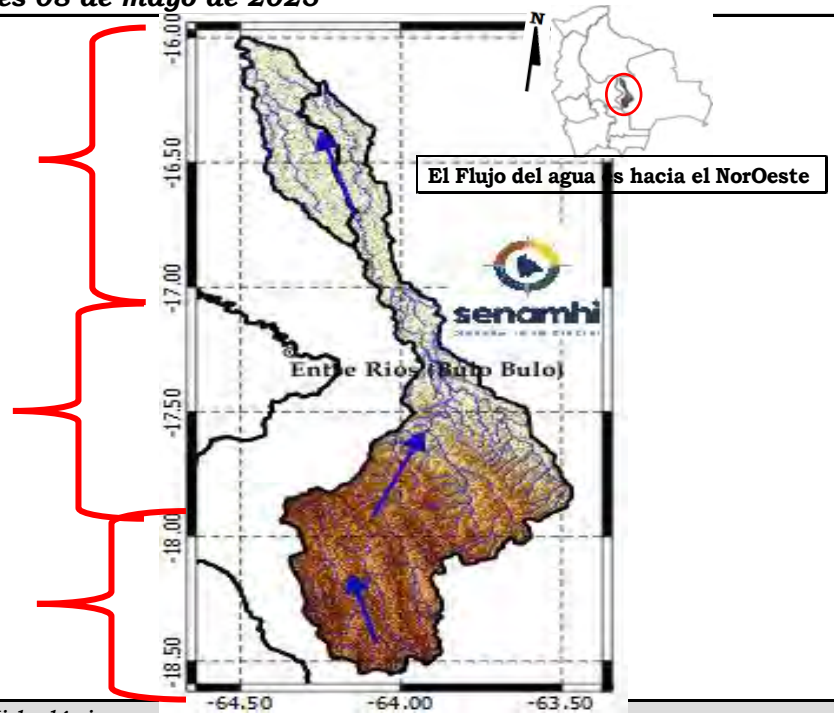 es 08 de mayo de 2025
N
El Flujo del agua es hacia el NorOeste
-16.00
-16.50
-17.00
senamhi
Entre Rios (Bulo Bulo)
-17.50
-18.00
-18.50
-64.50 -64.00 -63.50